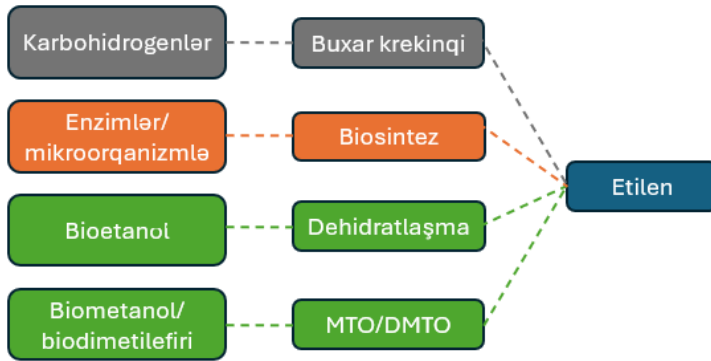 Karbohidrogenlər
Buxar krekinqi
Enzimlər/
mikroorqanizmlə
Biosintez
Etilen
Bioetanol
Dehidratlaşma
Biometanol/
biodimetilefiri
MTO/DMTO